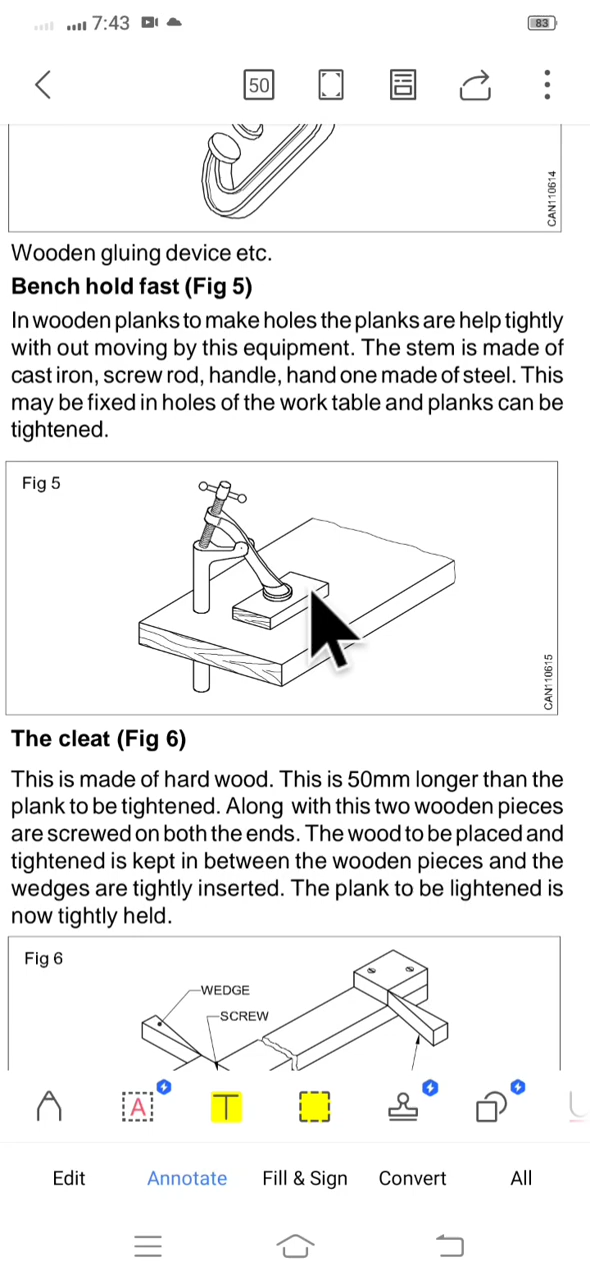 7:43
83
50
CAN110614
Wooden gluing device etc.
Bench hold fast (Fig 5)
In wooden planks to make holes the planks are help tightly
with out moving by this equipment. The stem is made of
cast iron, screw rod, handle, hand one made of steel. This
may be fixed in holes of the work table and planks can be
tightened.
Fig 5
CAN110615
The cleat (Fig 6)
This is made of hard wood. This is 50mm longer than the
plank to be tightened. Along with this two wooden pieces
are screwed on both the ends. The wood to be placed and
tightened is kept in between the wooden pieces and the
wedges are tightly inserted. The plank to be lightened is
now tightly held.
Fig 6
WEDGE
SCREW
A
T
Edit
Annotate
Fill & Sign
Convert
All